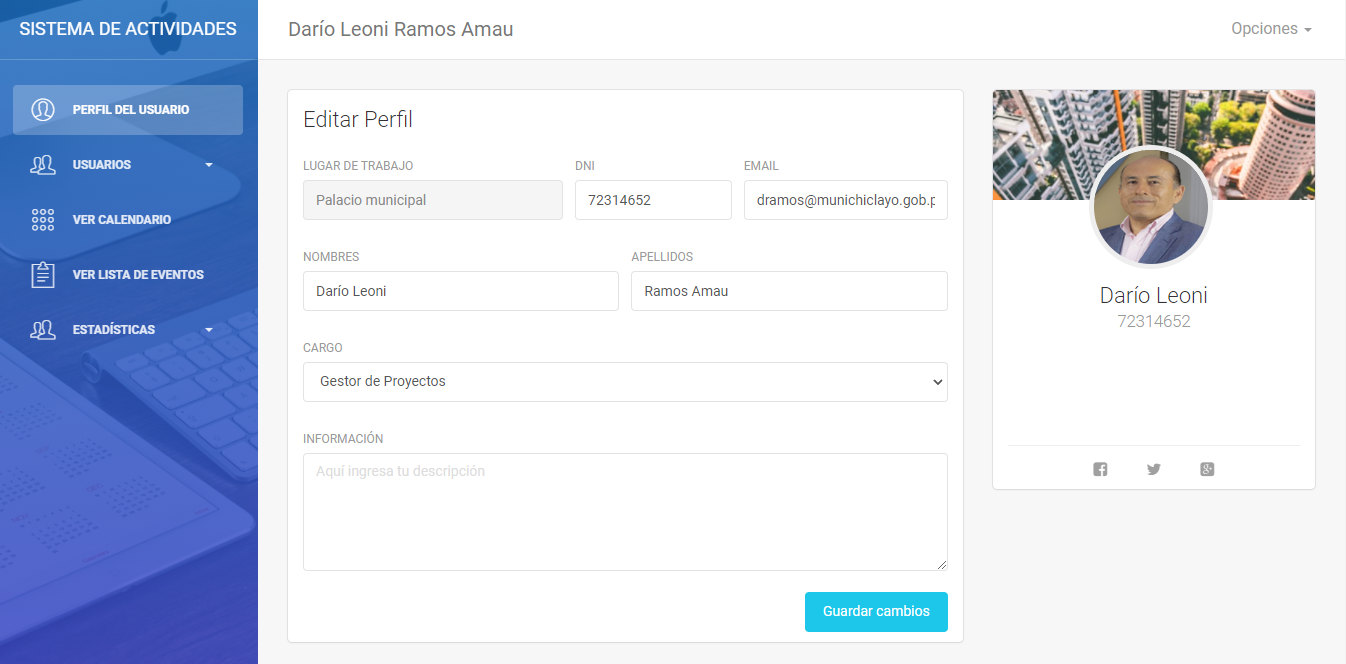 SISTEMA DE ACTIVIDADES
Darío Leoni Ramos Amau
Opciones
PERFIL DEL USUARIO
USUARIOS
VER CALENDARIO
VER LISTA DE EVENTOS
ESTADÍSTICAS
Editar Perfil
LUGAR DE TRABAJO
Palacio municipal
DNI
72314652
EMAIL
dramos@munichiclayo.gob.p
NOMBRES
Darío Leoni
APELLIDOS
Ramos Amau
CARGO
Gestor de Proyectos
INFORMACIÓN
Aquí ingresa tu descripción
Guardar cambios
Darío Leoni
72314652